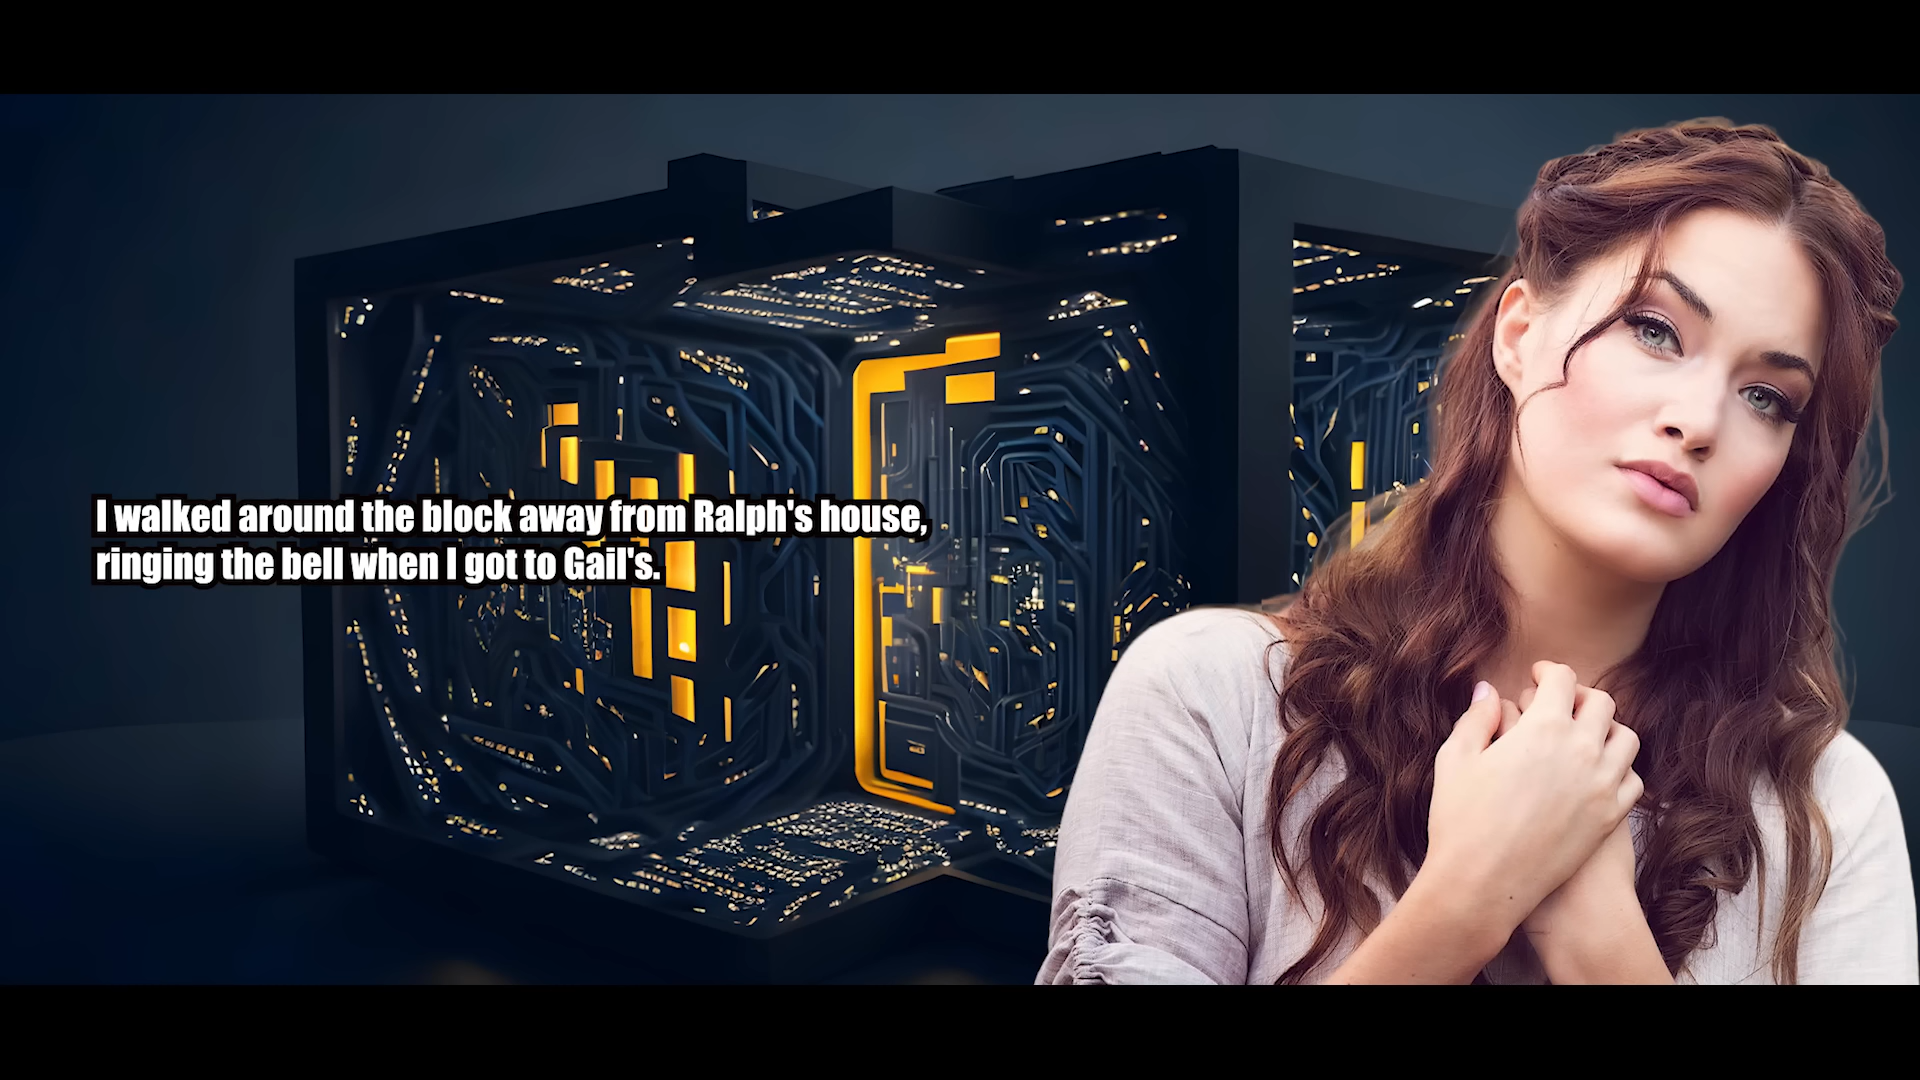 I walked around the block away from Ralph's house,
ringing the bell when I got to Gail's.